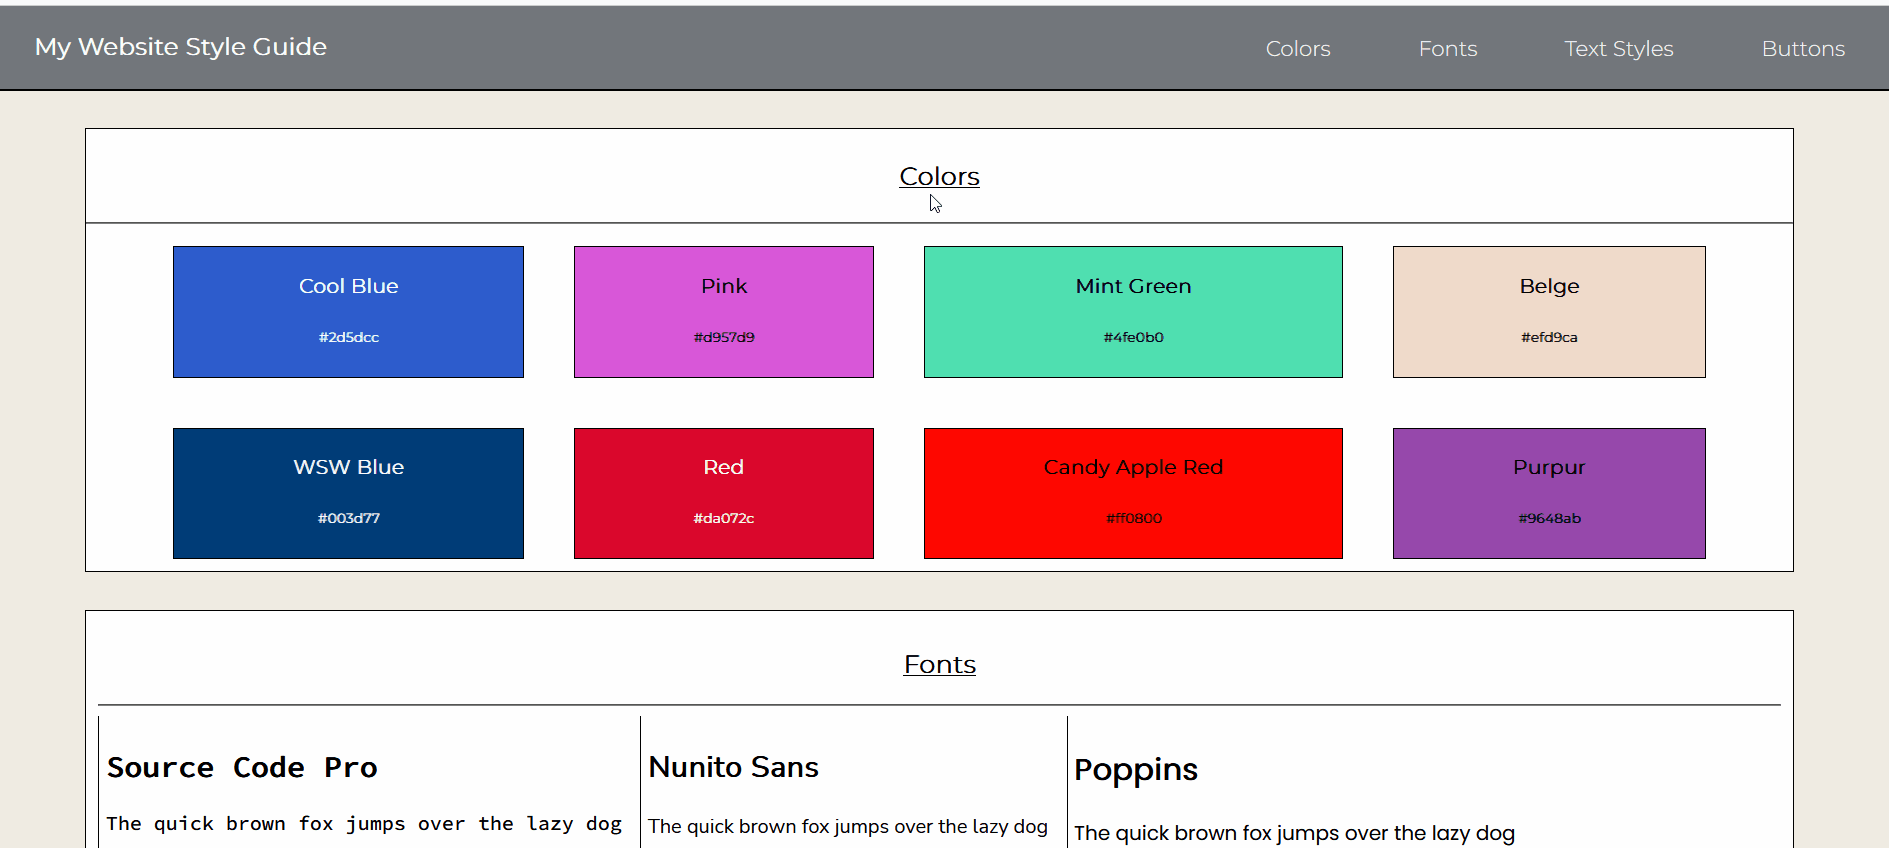 My Website Style Guide
Colors Fonts Text Styles Buttons
Colors
Cool Blue
#2d5dcc
Pink
#d957d9
Mint Green
#4fe0b0
Belge
#efd9ca
WSW Blue
#003d77
Red
#da072c
Candy Apple Red
#ff0800
Purpur
#9648ab
Fonts
Source Code Pro
The quick brown fox jumps over the lazy dog
Nunito Sans
The quick brown fox jumps over the lazy dog
Poppins
The quick brown fox jumps over the lazy dog